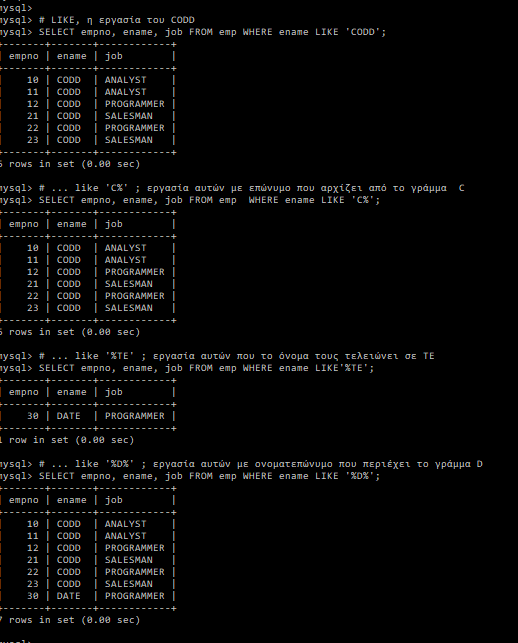 mysql>
mysql> # LIKE, η εργασία του CODD
mysql> SELECT empno, ename, job FROM emp WHERE ename LIKE 'CODD';
+-------+-------+------------+
| empno | ename | job        |
+-------+-------+------------+
|    10 | CODD  | ANALYST    |
|    11 | CODD  | ANALYST    |
|    12 | CODD  | PROGRAMMER |
|    21 | CODD  | SALESMAN   |
|    22 | CODD  | PROGRAMMER |
|    23 | CODD  | SALESMAN   |
+-------+-------+------------+
6 rows in set (0.00 sec)
mysql> # ... like 'C%' ; εργασία αυτών με επώνυμο που αρχίζει από το γράμμα  C
mysql> SELECT empno, ename, job FROM emp  WHERE ename LIKE 'C%';
+-------+-------+------------+
| empno | ename | job        |
+-------+-------+------------+
|    10 | CODD  | ANALYST    |
|    11 | CODD  | ANALYST    |
|    12 | CODD  | PROGRAMMER |
|    21 | CODD  | SALESMAN   |
|    22 | CODD  | PROGRAMMER |
|    23 | CODD  | SALESMAN   |
+-------+-------+------------+
6 rows in set (0.00 sec)
mysql> # ... like '%TE' ; εργασία αυτών που το όνομα τους τελειώνει σε TE
mysql> SELECT empno, ename, job FROM emp WHERE ename LIKE'%TE';
+-------+-------+------------+
| empno | ename | job        |
+-------+-------+------------+
|    30 | DATE  | PROGRAMMER |
+-------+-------+------------+
1 row in set (0.00 sec)
mysql> # ... like '%D%' ; εργασία αυτών με ονοματεπώνυμο που περιέχει το γράμμα D
mysql> SELECT empno, ename, job FROM emp WHERE ename LIKE '%D%';
+-------+-------+------------+
| empno | ename | job        |
+-------+-------+------------+
|    10 | CODD  | ANALYST    |
|    11 | CODD  | ANALYST    |
|    12 | CODD  | PROGRAMMER |
|    21 | CODD  | SALESMAN   |
|    22 | CODD  | PROGRAMMER |
|    23 | CODD  | SALESMAN   |
|    30 | DATE  | PROGRAMMER |
+-------+-------+------------+
7 rows in set (0.00 sec)
mysql>